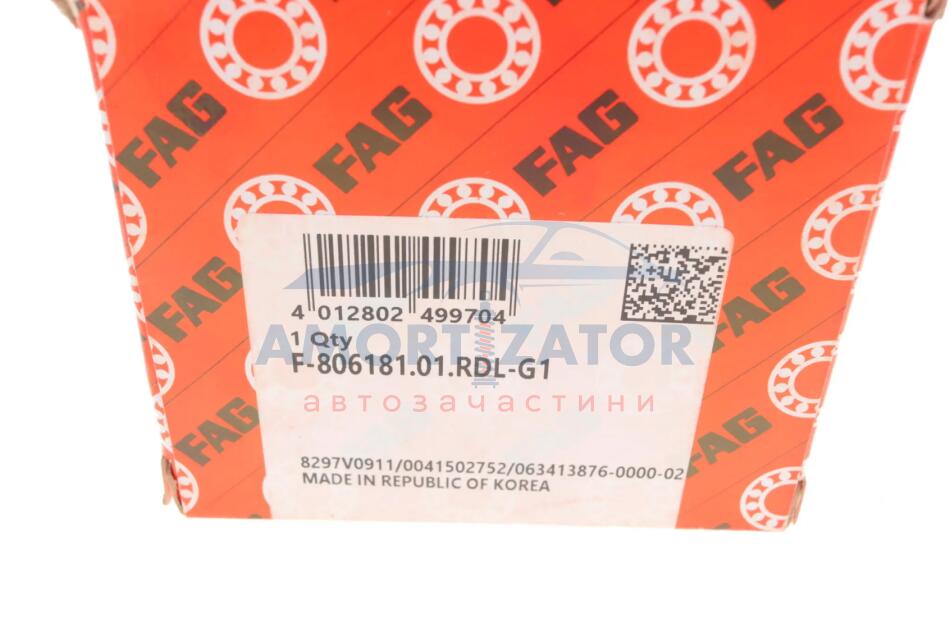 FAG FAG FAG FAG
4 012802 499704
1 Qty
F-806181.01.RDL-G1
AMORTIZATOR
автозачастини
8297V0911/0041502752/063413876-0000-02
MADE IN REPUBLIC OF KOREA
FAG
FAG
FAG
FAG